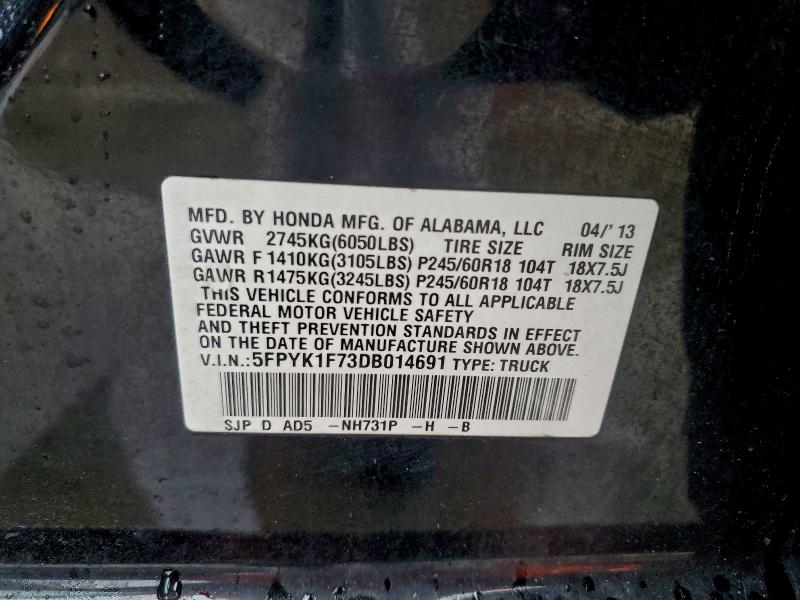 MFD. BY HONDA MFG. OF ALABAMA, LLC 04/' 13
GVWR 2745KG(6050LBS) TIRE SIZE RIM SIZE
GAWR F 1410KG(3105LBS) P245/60R18 104T 18X7.5J
GAWR R1475KG(3245LBS) P245/60R18 104T 18X7.5J
THIS VEHICLE CONFORMS TO ALL APPLICABLE
FEDERAL MOTOR VEHICLE SAFETY
AND THEFT PREVENTION STANDARDS IN EFFECT
ON THE DATE OF MANUFACTURE SHOWN ABOVE.
V.I.N.:5FPYK1F73DB014691 TYPE: TRUCK
SJP D AD5 -NH731P -H -B